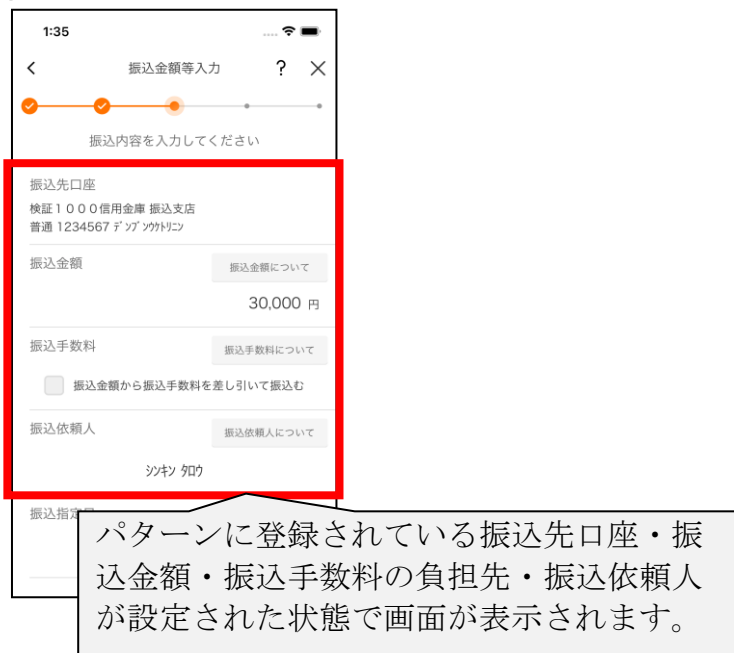 1:35
振込金額等入力 ?
振込内容を入力してください
振込先口座
検証１０００信用金庫 振込支店
普通 1234567 ﾃﾞﾝﾌﾞﾝｳｹﾄﾘﾆﾝ
振込金額 振込金額について
30,000 円
振込手数料 振込手数料について
振込金額から振込手数料を差し引いて振込む
振込依頼人 振込依頼人について
ｼﾝｷﾝ ﾀﾛｳ
振込指定
パターンに登録されている振込先口座・振
込金額・振込手数料の負担先・振込依頼人
が設定された状態で画面が表示されます。